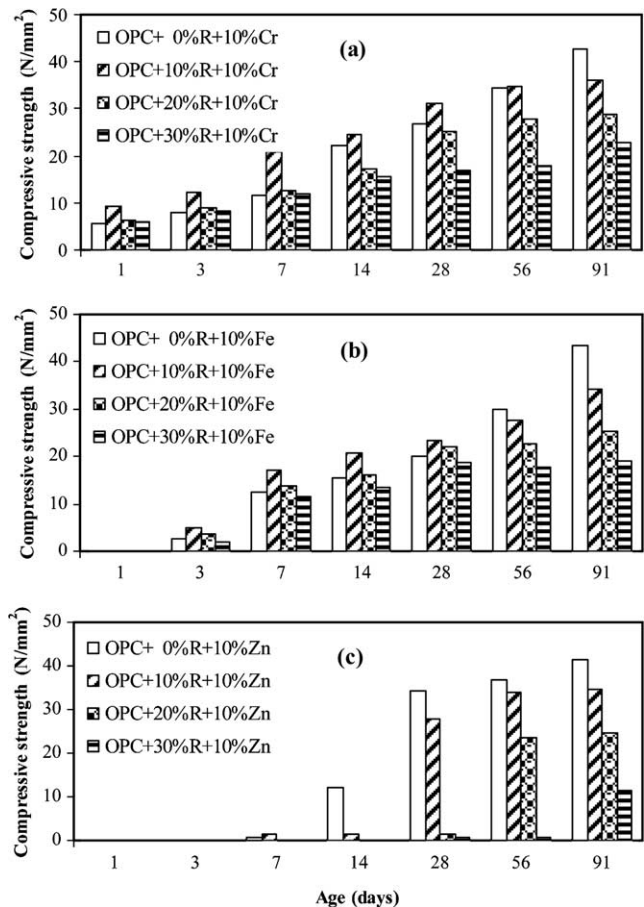 Compressive strength (N/mm²)
50
40
30
20
10
0
OPC+ 0%R+10%Cr
OPC+10%R+10%Cr
OPC+20%R+10%Cr
OPC+30%R+10%Cr
(a)
1 3 7 14 28 56 91
Compressive strength (N/mm²)
50
40
30
20
10
0
OPC+ 0%R+10%Fe
OPC+10%R+10%Fe
OPC+20%R+10%Fe
OPC+30%R+10%Fe
(b)
1 3 7 14 28 56 91
Compressive strength (N/mm²)
50
40
30
20
10
0
OPC+ 0%R+10%Zn
OPC+10%R+10%Zn
OPC+20%R+10%Zn
OPC+30%R+10%Zn
(c)
1 3 7 14 28 56 91
Age (days)